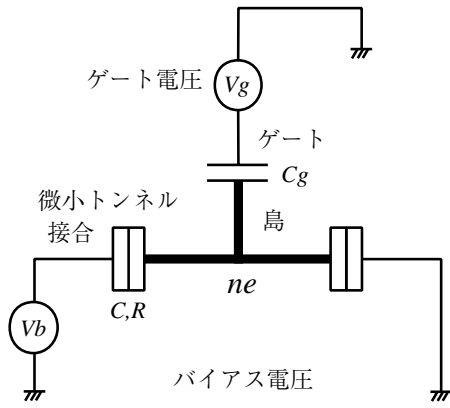 ゲート電圧
Vg
ゲート
Cg
微小トンネル
接合
島
ne
C,R
Vb
バイアス電圧